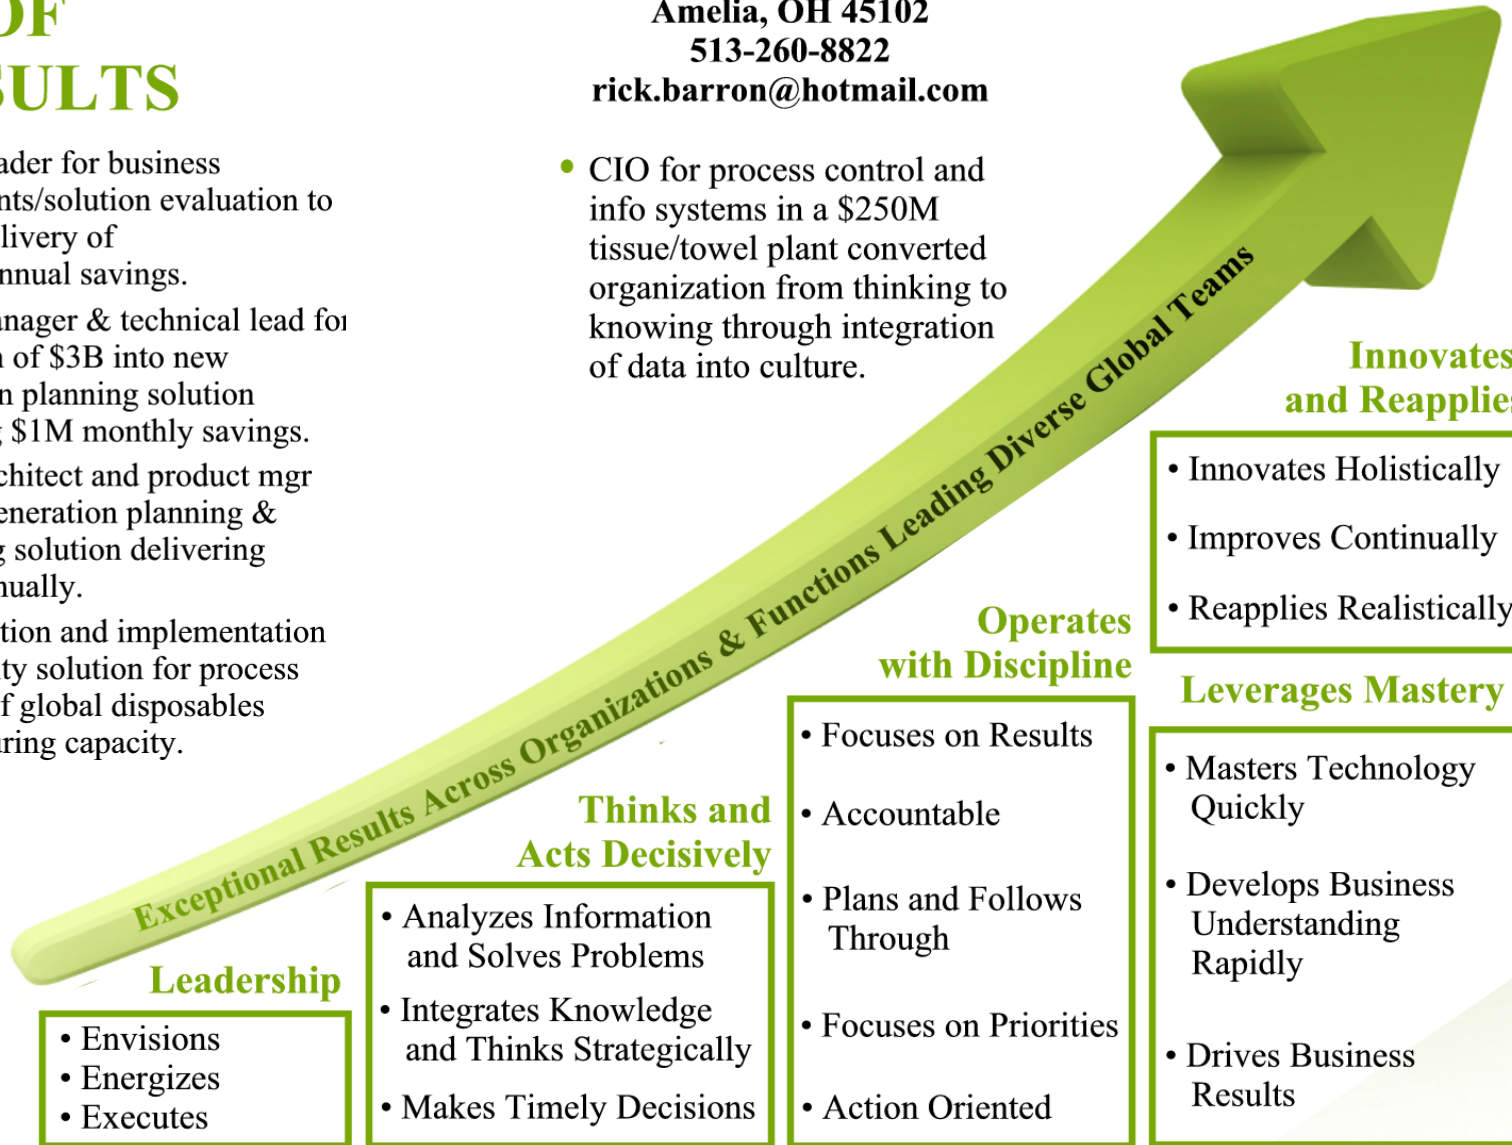 OF
SULTS
Amelia, OH 45102
513-260-8822
rick.barron@hotmail.com
ader for business
nts/solution evaluation to
livery of
nnual savings.
anager & technical lead for
n of $3B into new
n planning solution
g $1M monthly savings.
chitect and product mgr
eneration planning &
g solution delivering
nually.
tion and implementation
ity solution for process
f global disposables
uring capacity.
• CIO for process control and
info systems in a $250M
tissue/towel plant converted
organization from thinking to
knowing through integration
of data into culture.
Exceptional Results Across Organizations & Functions Leading Diverse Global Teams
Leadership
• Envisions
• Energizes
• Executes
Thinks and
Acts Decisively
• Analyzes Information
and Solves Problems
• Integrates Knowledge
and Thinks Strategically
• Makes Timely Decisions
Operates
with Discipline
• Focuses on Results
• Accountable
• Plans and Follows
Through
• Focuses on Priorities
• Action Oriented
Innovates
and Reapplies
• Innovates Holistically
• Improves Continually
• Reapplies Realistically
Leverages Mastery
• Masters Technology
Quickly
• Develops Business
Understanding
Rapidly
• Drives Business
Results